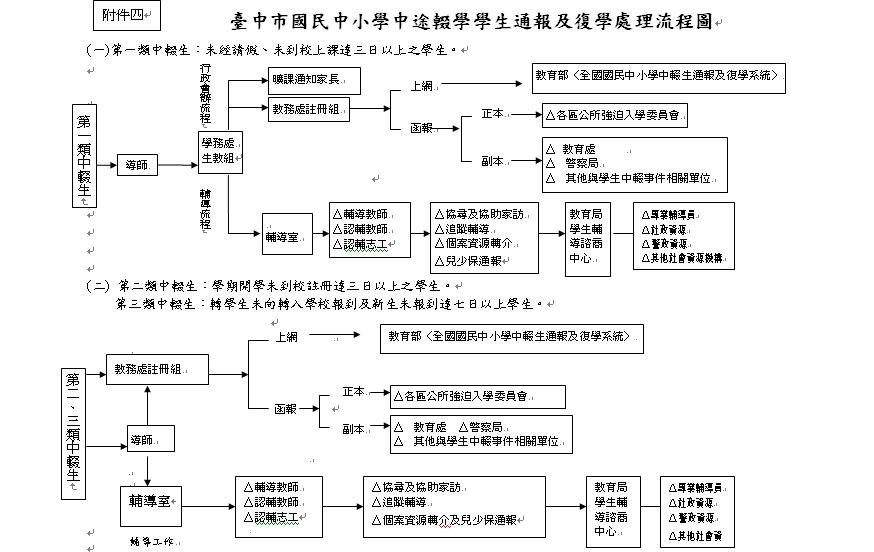 附件四
臺中市國民中小學中途輟學學生通報及復學處理流程圖
(一)第一類中輟生：未經請假、未到校上課達三日以上之學生。
第一類中輟生
導師
行政會辦流程
學務處
生教組
輔導流程
曠課通知家長
教務處註冊組
上網
教育部〈全國國民中小學中輟生通報及復學系統〉
函報
正本
△各區公所強迫入學委員會
副本
△ 教育處
△ 警察局
△ 其他與學生中輟事件相關單位
輔導室
△輔導教師
△認輔教師
△認輔志工
△協尋及協助家訪
△追蹤輔導
△個案資源轉介
△兒少保通報
教育局
學生輔
導諮商
中心
△專業輔導員
△社政資源
△警政資源
△其他社會資源機構
(二) 第二類中輟生：學期開學未到校註冊達三日以上之學生。
第三類中輟生：轉學生未向轉入學校報到及新生未報到達七日以上學生。
第二、三類中輟生
教務處註冊組
導師
上網
教育部〈全國國民中小學中輟生通報及復學系統〉
函報
正本
△各區公所強迫入學委員會
副本
△ 教育處 △警察局
△ 其他與學生中輟事件相關單位
輔導室
輔導工作
△輔導教師
△認輔教師
△認輔志工
△協尋及協助家訪
△追蹤輔導
△個案資源轉介及兒少保通報
教育局
學生輔
導諮商
中心
△專業輔導員
△社政資源
△警政資源
△其他社會資